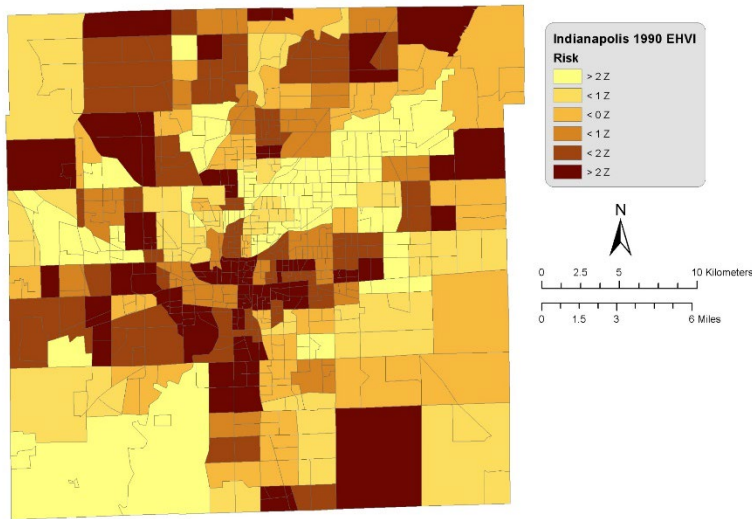 Indianapolis 1990 EHVI
Risk
> 2 Z
< 1 Z
< 0 Z
< 1 Z
< 2 Z
> 2 Z
N
0 2.5 5 10 Kilometers
0 1.5 3 6 Miles